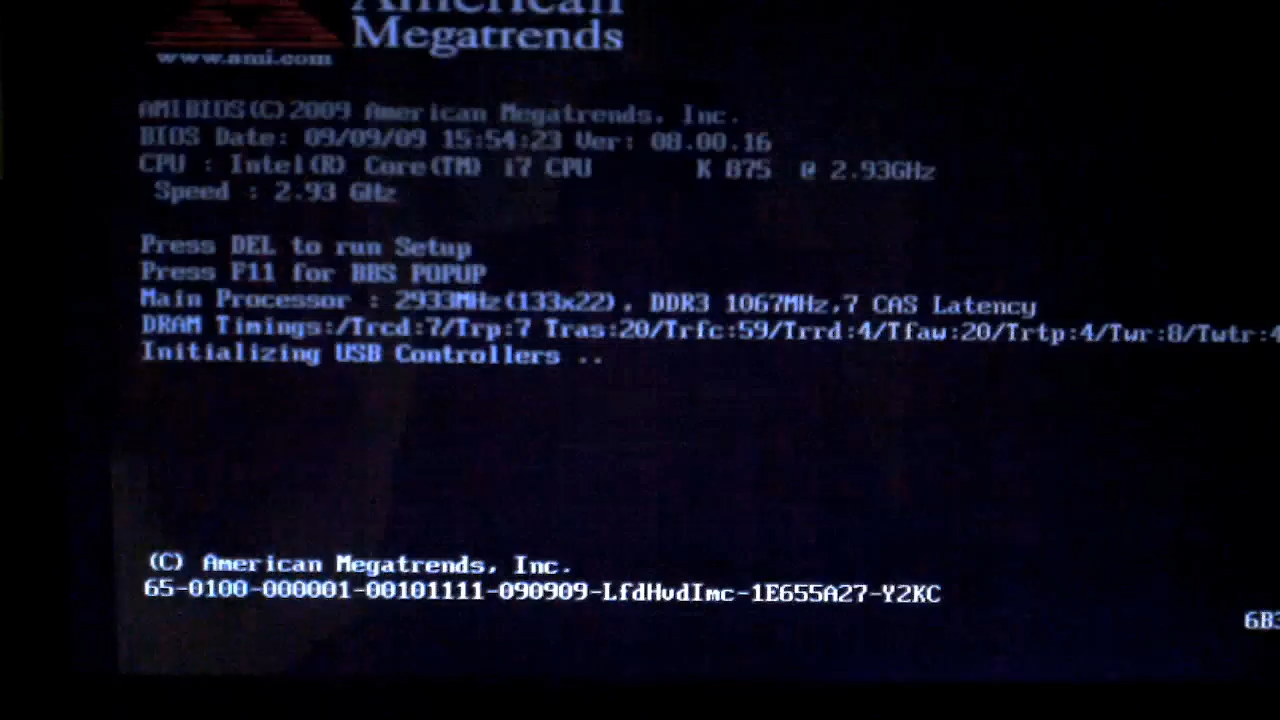 American
Megatrends
www.ami.com
AMIBIOS(C)2009 American Megatrends, Inc.
BIOS Date: 09/09/09 15:54:23 Ver: 08.00.16
CPU : Intel(R) Core(TM) i7 CPU K 875 @ 2.93GHz
Speed : 2.93 GHz
Press DEL to run Setup
Press F11 for BBS POPUP
Main Processor : 2933MHz(133x22), DDR3 1067MHz,7 CAS Latency
DRAM Timings:/Trcd:7/Trp:7 Tras:20/Trfc:59/Trrd:4/Tfaw:20/Trtp:4/Twr:8/Twtr:4
Initializing USB Controllers ..
(C) American Megatrends, Inc.
65-0100-000001-00101111-090909-LfdHvdImc-1E655A27-Y2KC